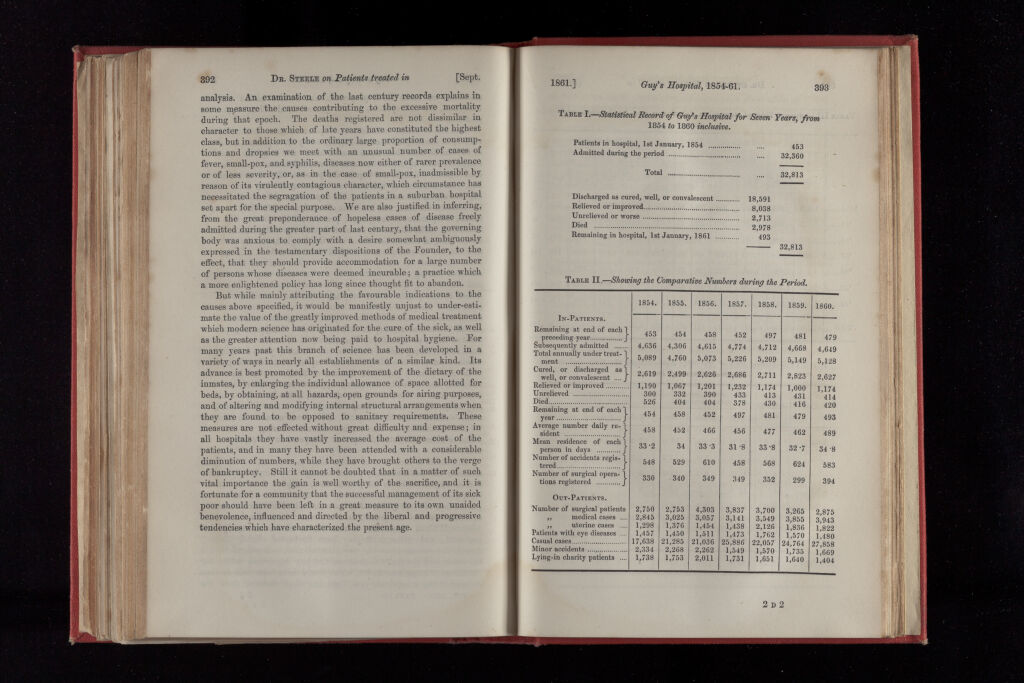 392 DR. STEELE on Patients treated in [Sept.
analysis. An examination of the last century records explains in
some measure the causes contributing to the excessive mortality
during that epoch. The deaths registered are not dissimilar in
character to those which of late years have constituted the highest
class, but in addition to the ordinary large proportion of consump-
tions and dropsies we meet with an unusual number of cases of
fever, small-pox, and syphilis, diseases now either of rarer prevalence
or of less severity, or, as in the case of small-pox, inadmissible by
reason of its virulently contagious character, which circumstance has
necessitated the segragation of the patients in a suburban hospital
set apart for the special purpose. We are also justified in inferring,
from the great preponderance of hopeless cases of disease freely
admitted during the greater part of last century, that the governing
body was anxious to comply with a desire somewhat ambiguously
expressed in the testamentary dispositions of the Founder, to the
effect, that they should provide accommodation for a large number
of persons whose diseases were deemed incurable; a practice which
a more enlightened policy has long since thought fit to abandon.
But while mainly attributing the favourable indications to the
causes above specified, it would be manifestly unjust to under-esti-
mate the value of the greatly improved methods of medical treatment
which modern science has originated for the cure of the sick, as well
as the greater attention now being paid to hospital hygiene. For
many years past this branch of science has been developed in a
variety of ways in nearly all establishments of a similar kind. Its
advance is best promoted by the improvement of the dietary of the
inmates, by enlarging the individual allowance of space allotted for
beds, by obtaining, at all hazards, open grounds for airing purposes,
and of altering and modifying internal structural arrangements when
they are found to be opposed to sanitary requirements. These
measures are not effected without great difficulty and expense; in
all hospitals they have vastly increased the average cost of the
patients, and in many they have been attended with a considerable
diminution of numbers, while they have brought others to the verge
of bankruptcy. Still it cannot be doubted that in a matter of such
vital importance the gain is well worthy of the sacrifice, and it is
fortunate for a community that the successful management of its sick
poor should have been left in a great measure to its own unaided
benevolence, influenced and directed by the liberal and progressive
tendencies which have characterized the present age.
1861.] Guy's Hospital, 1854-61. 393
TABLE I.—Statistical Record of Guy's Hospital for Seven Years, from
1854 to 1860 inclusive.
Patients in hospital, 1st January, 1854 .... 453
Admitted during the period .... 32,360
Total .... 32,813
Discharged as cured, well, or convalescent 18,591
Relieved or improved 8,038
Unrelieved or worse 2,713
Died 2,978
Remaining in hospital, 1st January, 1861 493
32,813
TABLE II.—Showing the Comparative Numbers during the Period.
1854. 1855. 1856. 1857. 1858. 1859. 1860.
IN-PATIENTS.
Remaining at end of each
preceding year 453 454 458 452 497 481 479
Subsequently admitted 4,636 4,306 4,615 4,774 4,712 4,668 4,649
Total annually under treat-
ment 5,089 4,760 5,073 5,226 5,209 5,149 5,128
Cured, or discharged as
well, or convalescent 2,619 2,499 2,626 2,686 2,711 2,823 2,627
Relieved or improved 1,190 1,067 1,201 1,232 1,174 1,000 1,174
Unrelieved 300 332 390 433 413 431 414
Died 526 404 404 378 430 416 420
Remaining at end of each
year 454 458 452 497 481 479 493
Average number daily re-
sident 458 452 466 456 477 462 489
Mean residence of each
person in days 33·2 34 33·3 31·8 33·8 32·7 34·8
Number of accidents regis-
tered 548 529 610 458 568 624 583
Number of surgical opera-
tions registered 330 340 349 349 352 299 394
OUT-PATIENTS.
Number of surgical patients 2,750 2,753 4,303 3,837 3,700 3,265 2,875
„ medical cases 2,845 3,025 3,057 3,141 3,549 3,855 3,943
„ uterine cases 1,298 1,376 1,454 1,438 2,126 1,836 1,822
Patients with eye diseases 1,457 1,450 1,511 1,473 1,762 1,570 1,480
Casual cases 17,638 21,285 21,036 25,886 22,057 24,764 27,858
Minor accidents 2,334 2,268 2,262 1,549 1,570 1,735 1,669
Lying-in charity patients 1,738 1,753 2,011 1,731 1,651 1,640 1,404
2 D 2